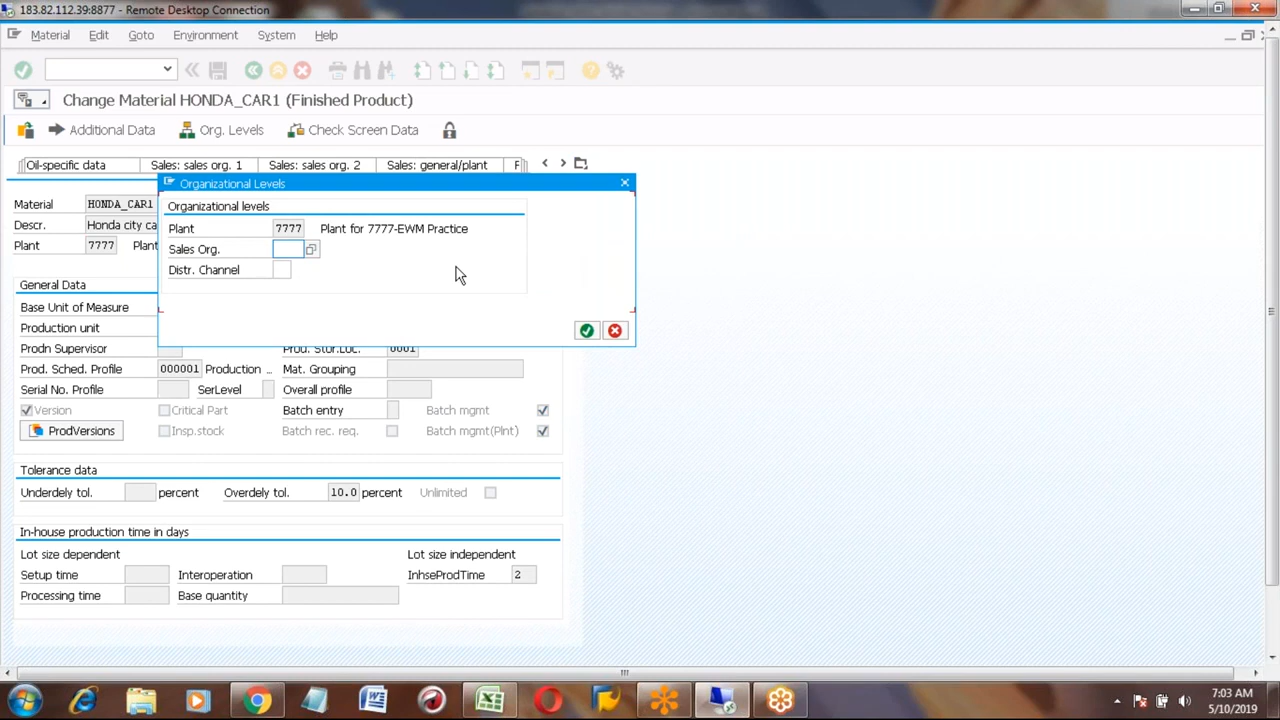 183.82.112.39:8877 - Remote Desktop Connection
Material Edit Goto Environment System Help
Change Material HONDA_CAR1 (Finished Product)
Additional Data Org. Levels Check Screen Data
Oil-specific data Sales: sales org. 1 Sales: sales org. 2 Sales: general/plant
Organizational Levels
Material HONDA_CAR1
Organizational levels
Descr. Honda city ca
Plant 7777 Plant for 7777-EWM Practice
Plant 7777 Plant
Sales Org.
Distr. Channel
General Data
Base Unit of Measure
Production unit
Prodn Supervisor Prod. Stor.Loc. 0001
Prod. Sched. Profile 000001 Production ... Mat. Grouping
Serial No. Profile SerLevel Overall profile
Version Critical Part Batch entry Batch mgmt
ProdVersions Insp.stock Batch rec. req. Batch mgmt(Plnt)
Tolerance data
Underdely tol. percent Overdely tol. 10.0 percent Unlimited
In-house production time in days
Lot size dependent Lot size independent
Setup time Interoperation InhseProdTime 2
Processing time Base quantity
7:03 AM
5/10/2019